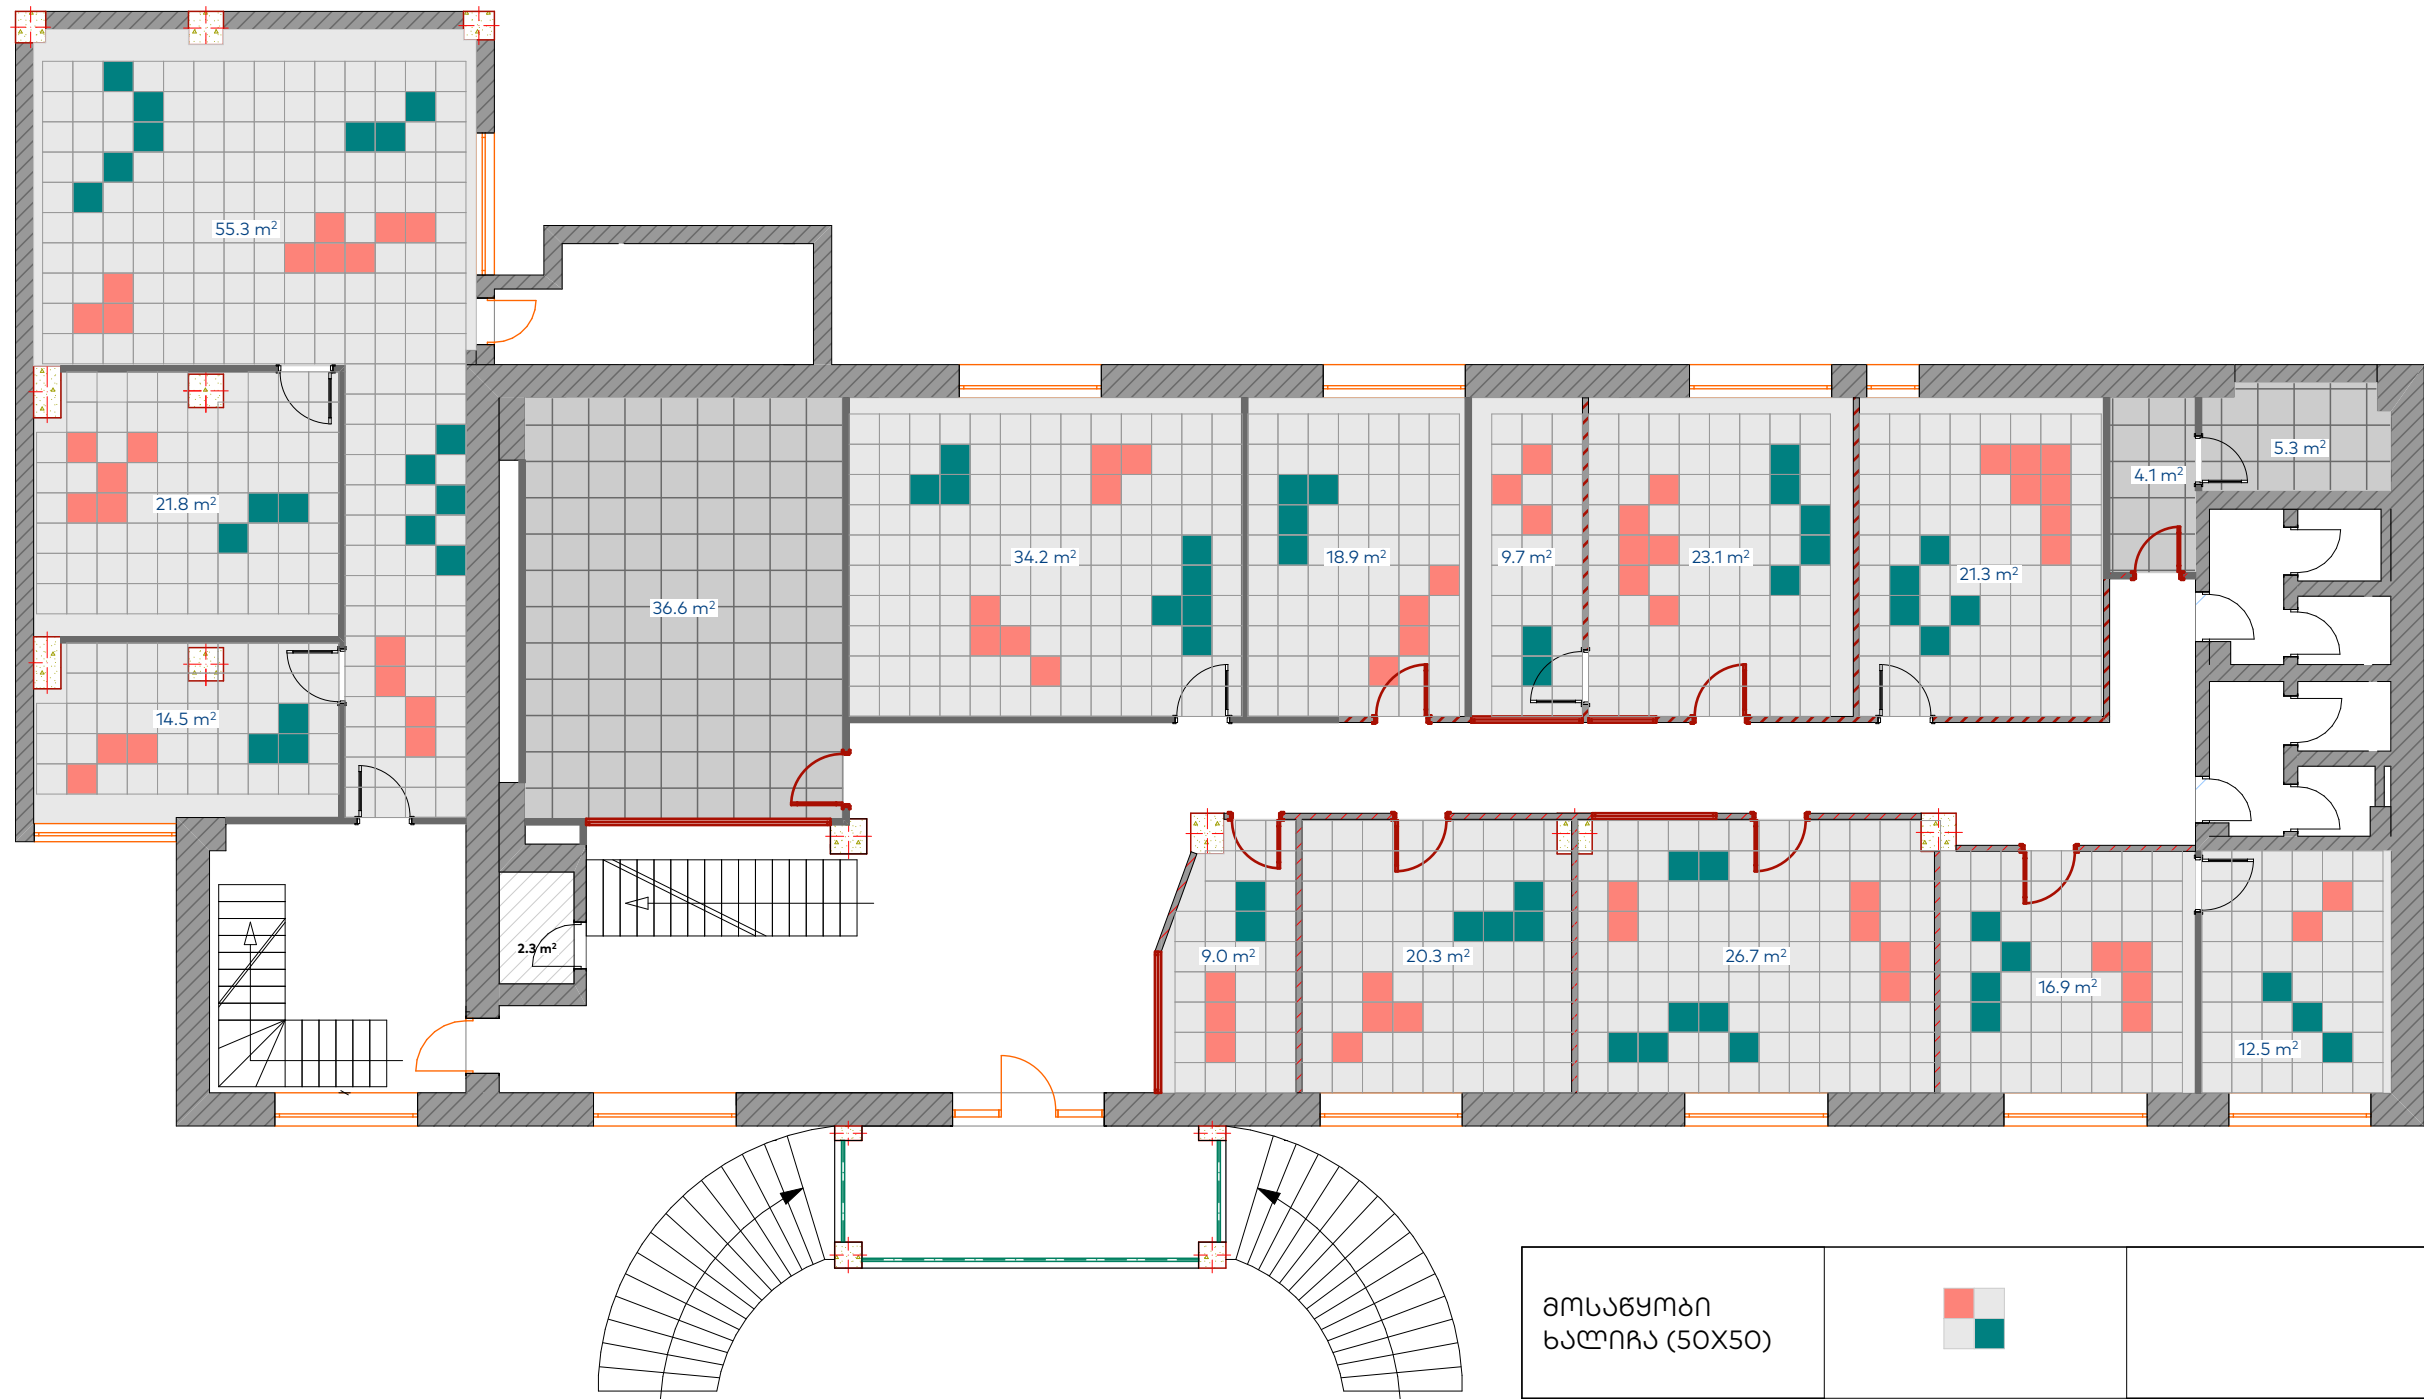 55.3 m²
5.3 m²
4.1 m²
21.8 m²
34.2 m²
18.9 m²
9.7 m²
23.1 m²
21.3 m²
36.6 m²
14.5 m²
2.3 m²
9.0 m²
20.3 m²
26.7 m²
16.9 m²
12.5 m²
მოსაწყობი
ხალიჩა (50X50)